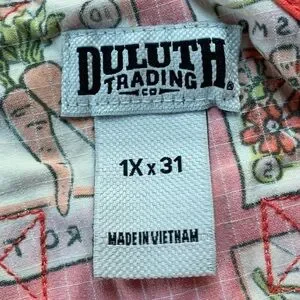 DULUTH
TRADING
CO
®
1X x 31
MADE IN VIETNAM